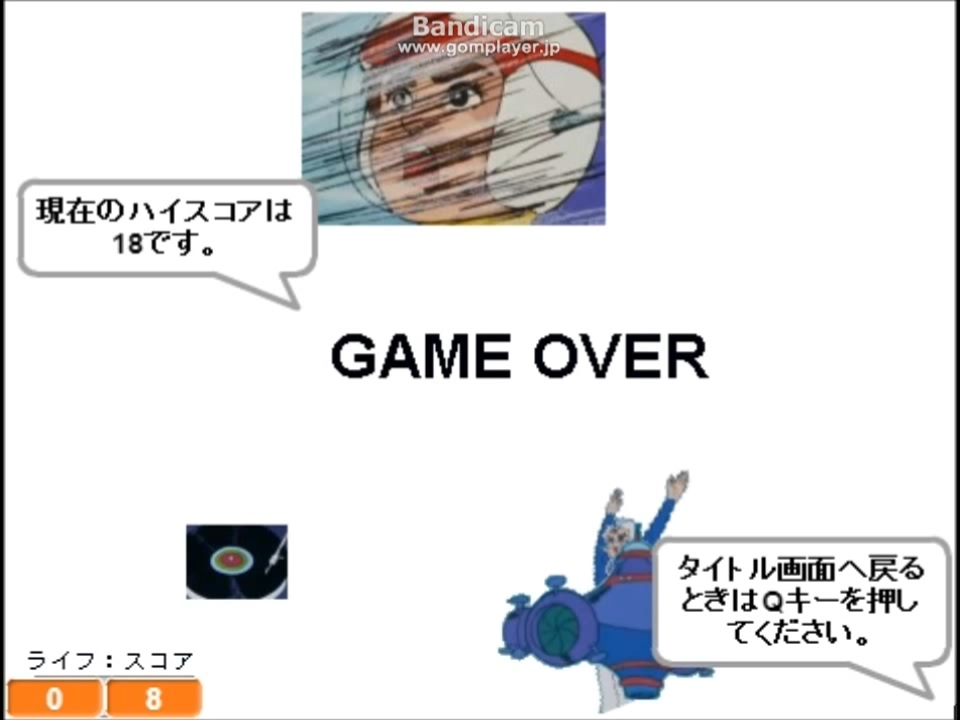 Bandicam
www.gomplayer.jp
現在のハイスコアは
18です。
GAME OVER
タイトル画面へ戻る
ときはQキーを押し
てください。
ライフ：スコア
0 8